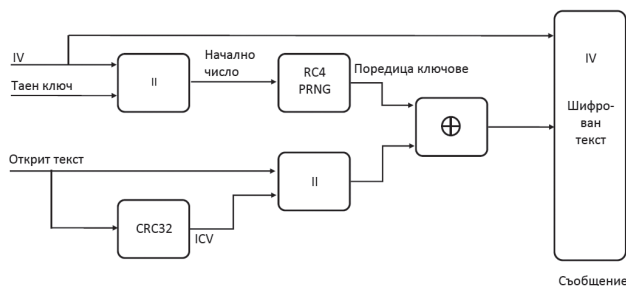 IV
Таен ключ
II
Начално
число
RC4
PRNG
Поредица ключове
IV
Шифро-
ван
текст
Открит текст
II
CRC32
ICV
Съобщение